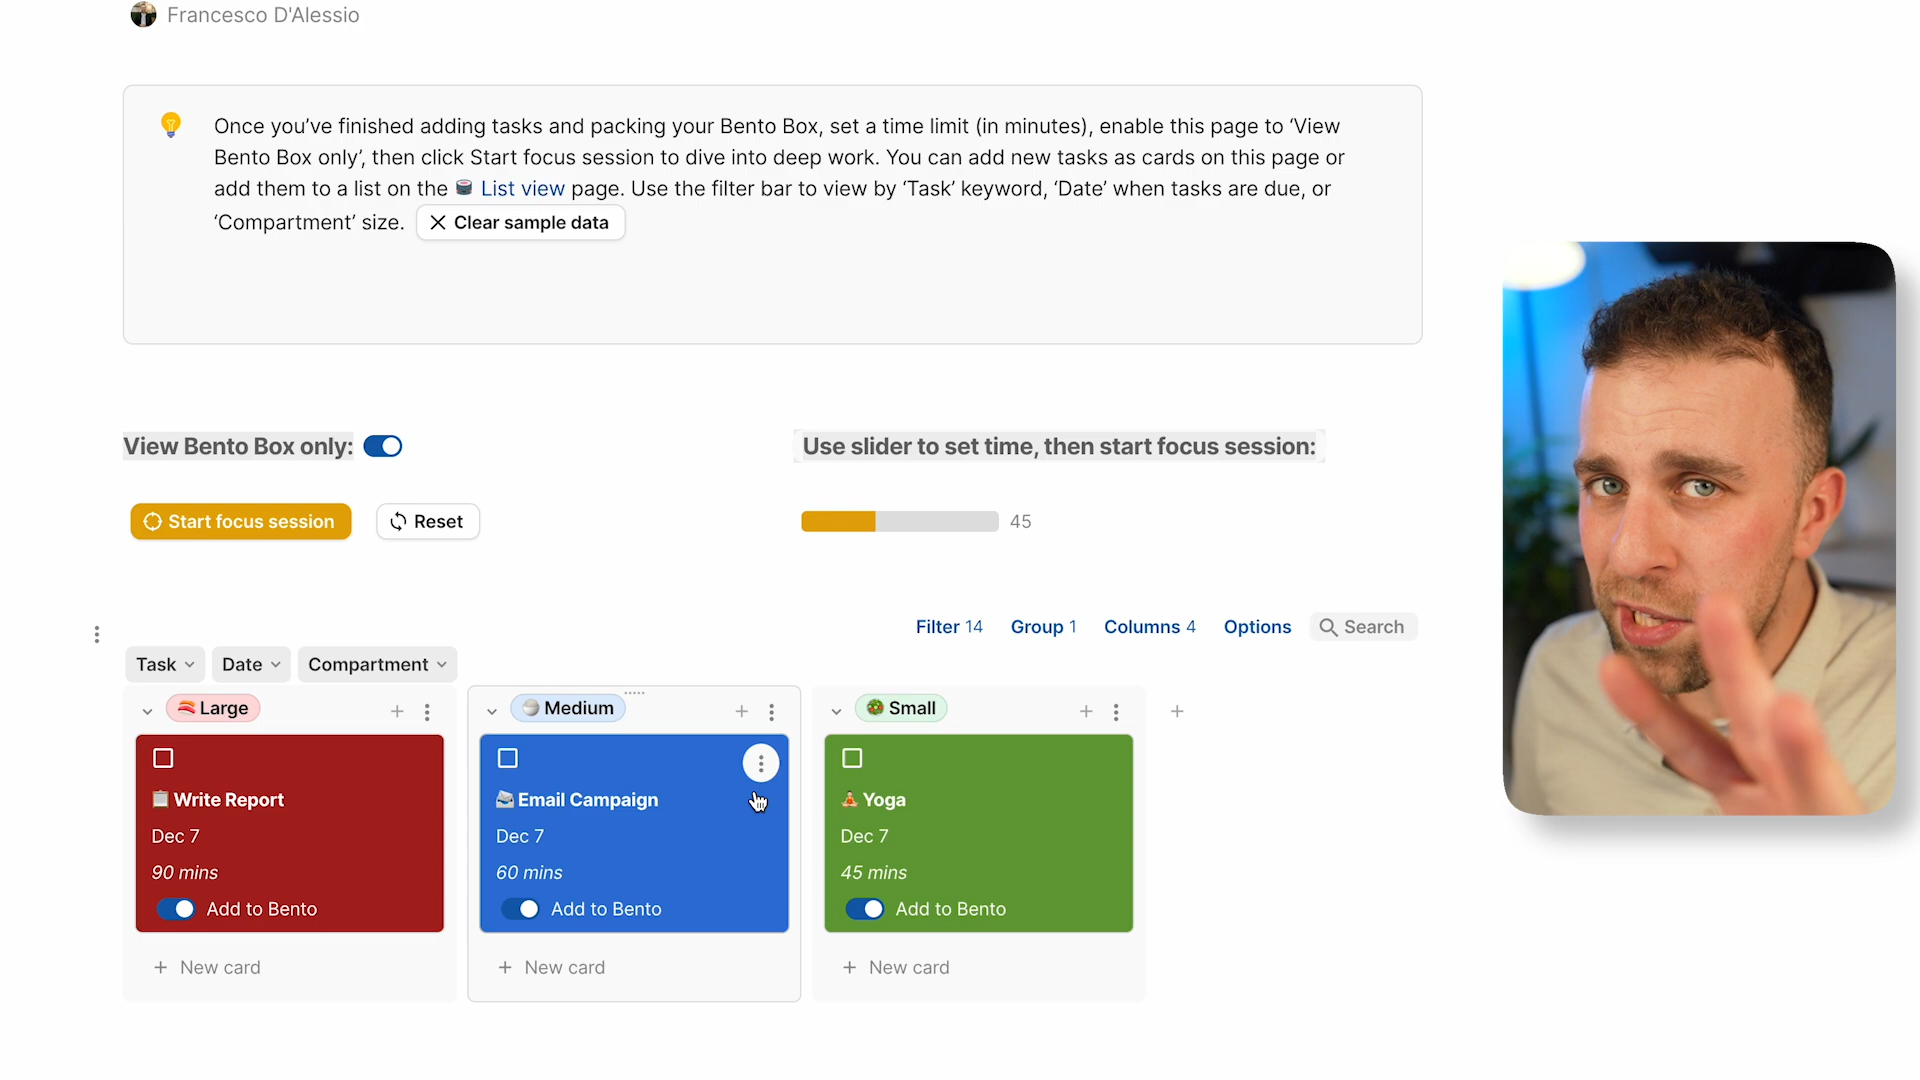 Francesco D'Alessio
Once you’ve finished adding tasks and packing your Bento Box, set a time limit (in minutes), enable this page to ‘View
Bento Box only’, then click Start focus session to dive into deep work. You can add new tasks as cards on this page or
add them to a list on the List view page. Use the filter bar to view by ‘Task’ keyword, ‘Date’ when tasks are due, or
‘Compartment’ size. Clear sample data
View Bento Box only:
Use slider to set time, then start focus session:
Start focus session Reset
45
Filter 14 Group 1 Columns 4 Options Search
Task Date Compartment
Large
Write Report
Dec 7
90 mins
Add to Bento
New card
Medium
Email Campaign
Dec 7
60 mins
Add to Bento
New card
Small
Yoga
Dec 7
45 mins
Add to Bento
New card